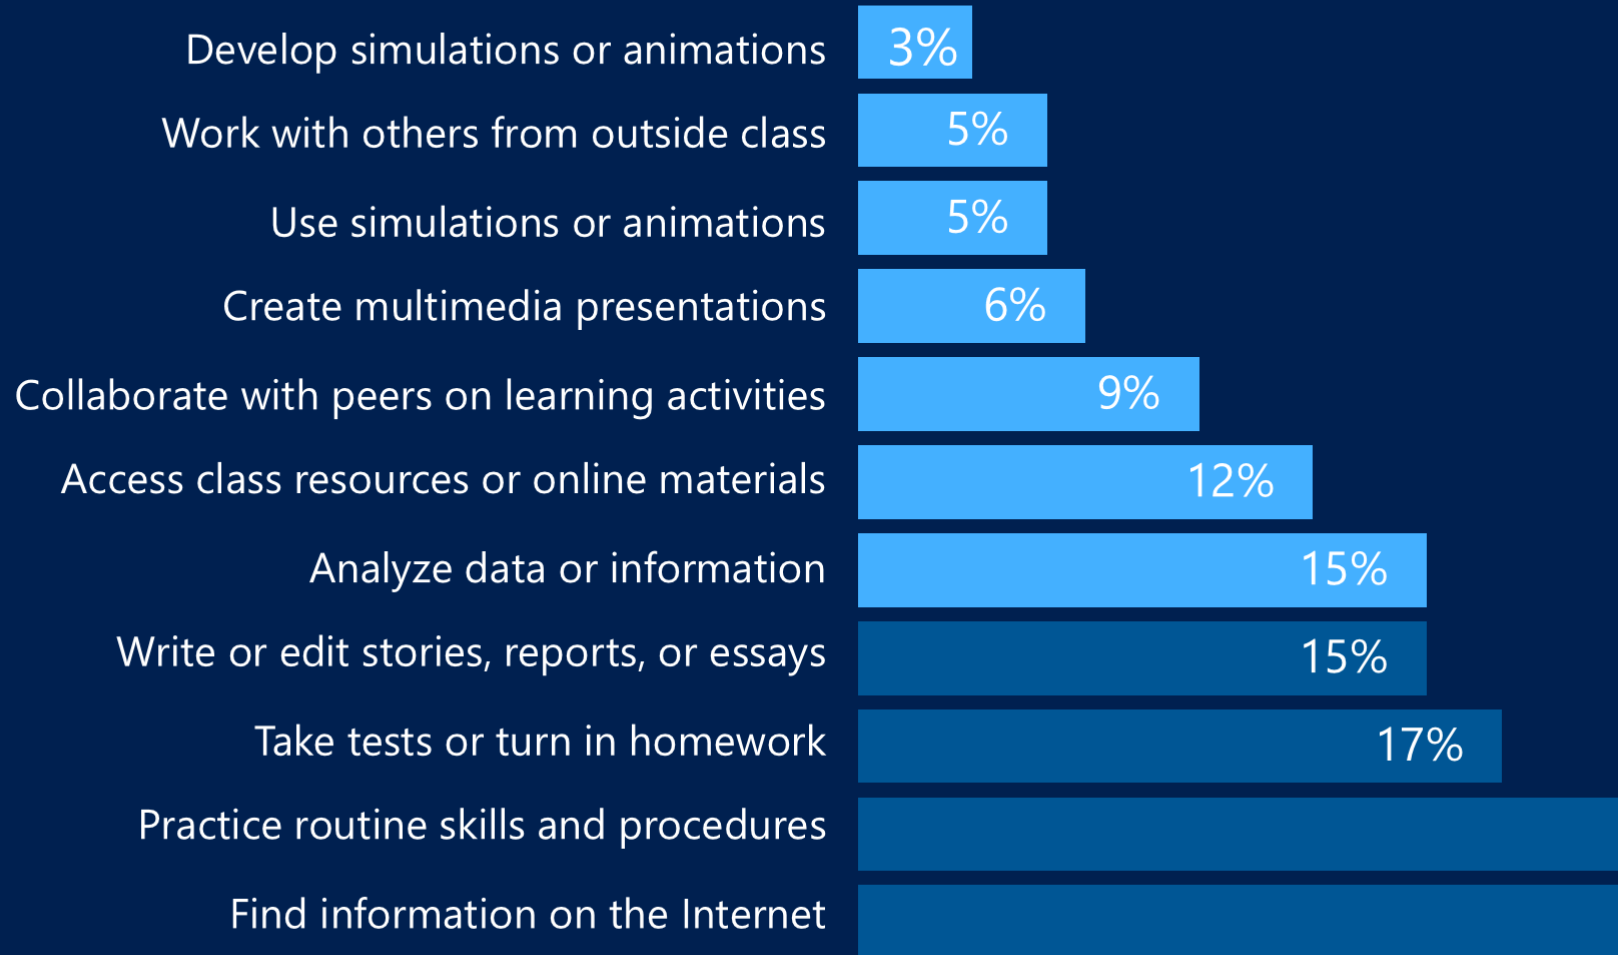 Develop simulations or animations 3%
Work with others from outside class 5%
Use simulations or animations 5%
Create multimedia presentations 6%
Collaborate with peers on learning activities 9%
Access class resources or online materials 12%
Analyze data or information 15%
Write or edit stories, reports, or essays 15%
Take tests or turn in homework 17%
Practice routine skills and procedures
Find information on the Internet